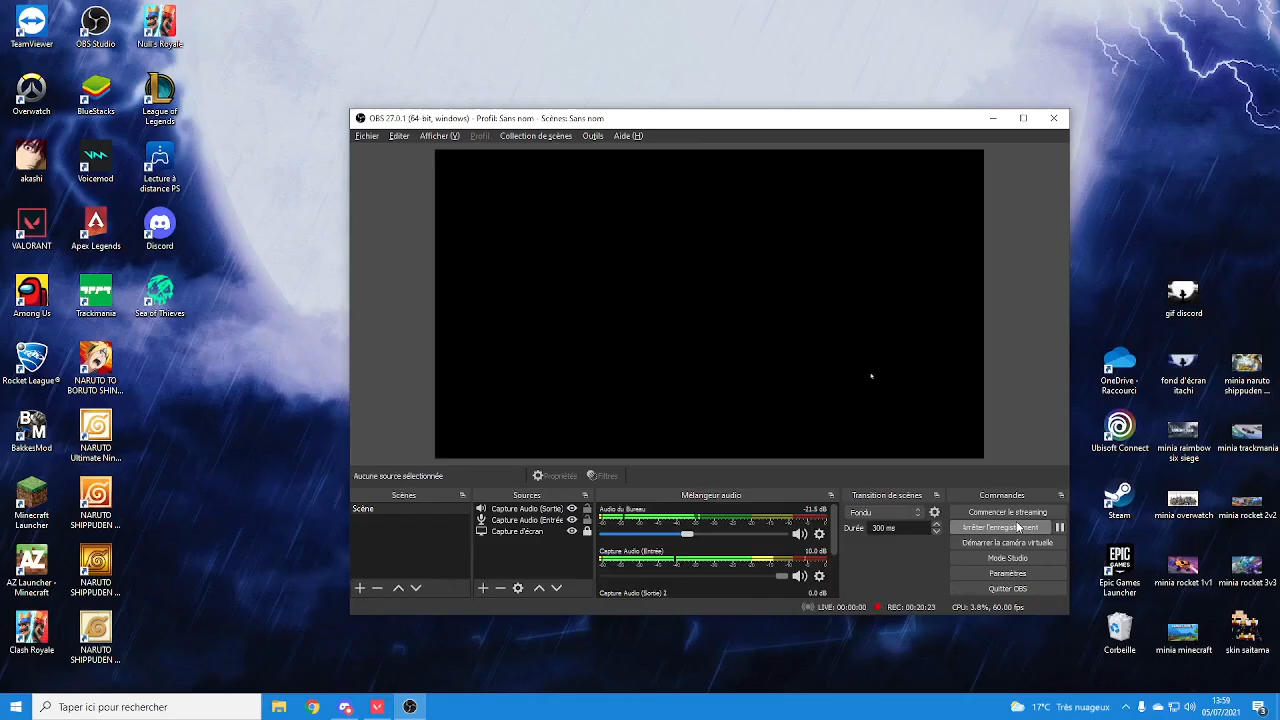 TeamViewer
OBS Studio
Null's Royale
Overwatch
BlueStacks
League of
Legends
akashi
Voicemod
Lecture à
distance PS
VALORANT
Apex Legends
Discord
Among Us
Trackmania
Sea of Thieves
Rocket League®
NARUTO TO
BORUTO SHIN...
BakkesMod
NARUTO
Ultimate Nin...
Minecraft
Launcher
NARUTO
SHIPPUDEN ...
AZ Launcher -
Minecraft
NARUTO
SHIPPUDEN ...
Clash Royale
NARUTO
SHIPPUDEN ...
OBS 27.0.1 (64-bit, windows) - Profil: Sans nom - Scènes: Sans nom
Fichier Editer Afficher (V) Profil Collection de scènes Outils Aide (H)
Aucune source sélectionnée
Propriétés Filtres
Scènes
Scène
Sources
Capture Audio (Sortie)
Capture Audio (Entrée
Capture d'écran
Mélangeur audio
Audio du Bureau -21.5 dB
Capture Audio (Entrée) 10.0 dB
Capture Audio (Sortie) 2 0.0 dB
Transition de scènes
Fondu
Durée 300 ms
Commandes
Commencer le streaming
Arrêter l'enregistrement
Démarrer la caméra virtuelle
Mode Studio
Paramètres
Quitter OBS
LIVE: 00:00:00 REC: 00:20:23 CPU: 3.8%, 60.00 fps
gif discord
OneDrive -
Raccourci
fond d'écran
itachi
minia naruto
shippuden ...
Ubisoft Connect
minia raimbow
six siege
minia trackmania
Steam
minia overwatch
minia rocket2v2
EPIC
GAMES
Epic Games
Launcher
minia rocket 1v1
minia rocket 3v3
Corbeille
minia minecraft
skin saitama
Taper ici pour rechercher
17°C Très nuageux
13:59
05/07/2021
3